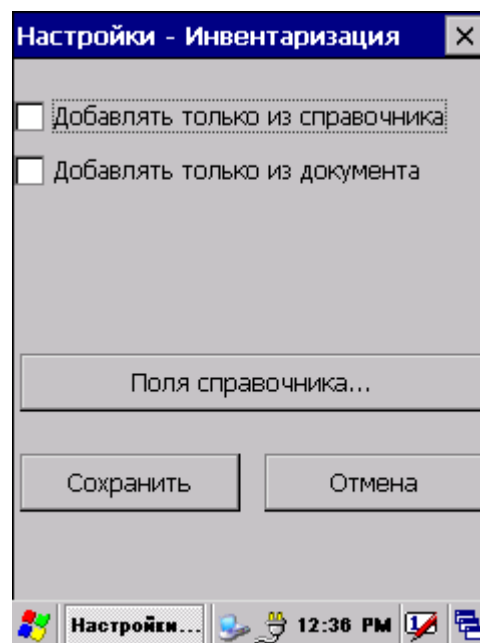 Настройки - Инвентаризация
Добавлять только из справочника
Добавлять только из документа
Поля справочника...
Сохранить Отмена
Настройки... 12:36 PM